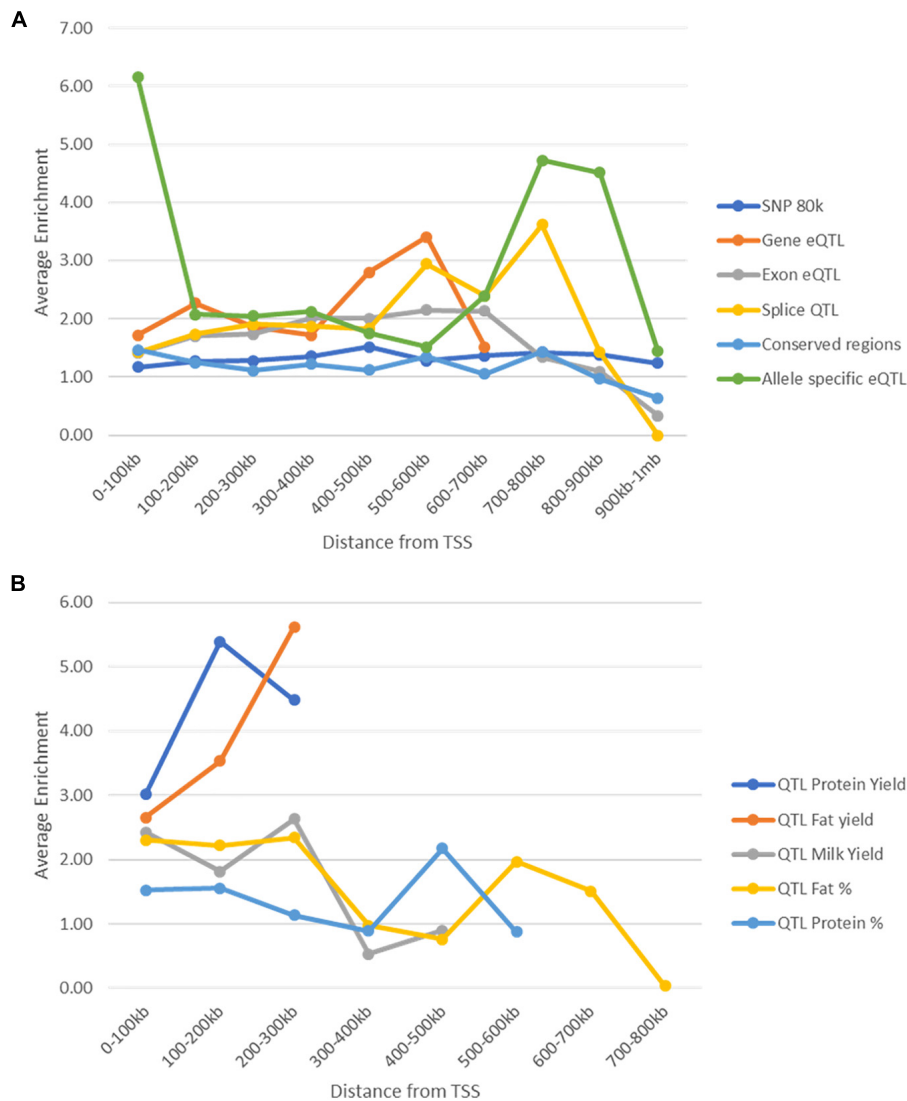 A
7.00
6.00
5.00
4.00
3.00
2.00
1.00
0.00
Average Enrichment
0-100kb
100-200kb
200-300kb
300-400kb
400-500kb
500-600kb
600-700kb
700-800kb
800-900kb
900kb-1mb
Distance from TSS
SNP 80k
Gene eQTL
Exon eQTL
Splice QTL
Conserved regions
Allele specific eQTL
B
6.00
5.00
4.00
3.00
2.00
1.00
0.00
Average Enrichment
0-100kb
100-200kb
200-300kb
300-400kb
400-500kb
500-600kb
600-700kb
700-800kb
Distance from TSS
QTL Protein Yield
QTL Fat yield
QTL Milk Yield
QTL Fat %
QTL Protein %